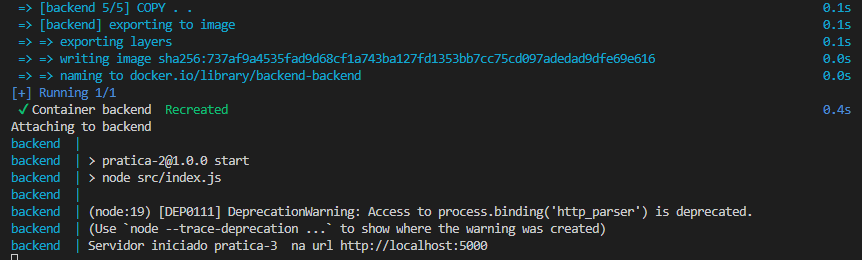 => [backend 5/5] COPY . . 0.1s
=> [backend] exporting to image 0.1s
=> => exporting layers 0.1s
=> => writing image sha256:737af9a4535fad9d68cf1a743ba127fd1353bb7cc75cd097adedad9dfe69e616 0.0s
=> => naming to docker.io/library/backend-backend 0.0s
[+] Running 1/1
✓ Container backend Recreated 0.4s
Attaching to backend
backend |
backend | > pratica-2@1.0.0 start
backend | > node src/index.js
backend |
backend | (node:19) [DEP0111] DeprecationWarning: Access to process.binding('http_parser') is deprecated.
backend | (Use `node --trace-deprecation ...` to show where the warning was created)
backend | Servidor iniciado pratica-3 na url http://localhost:5000